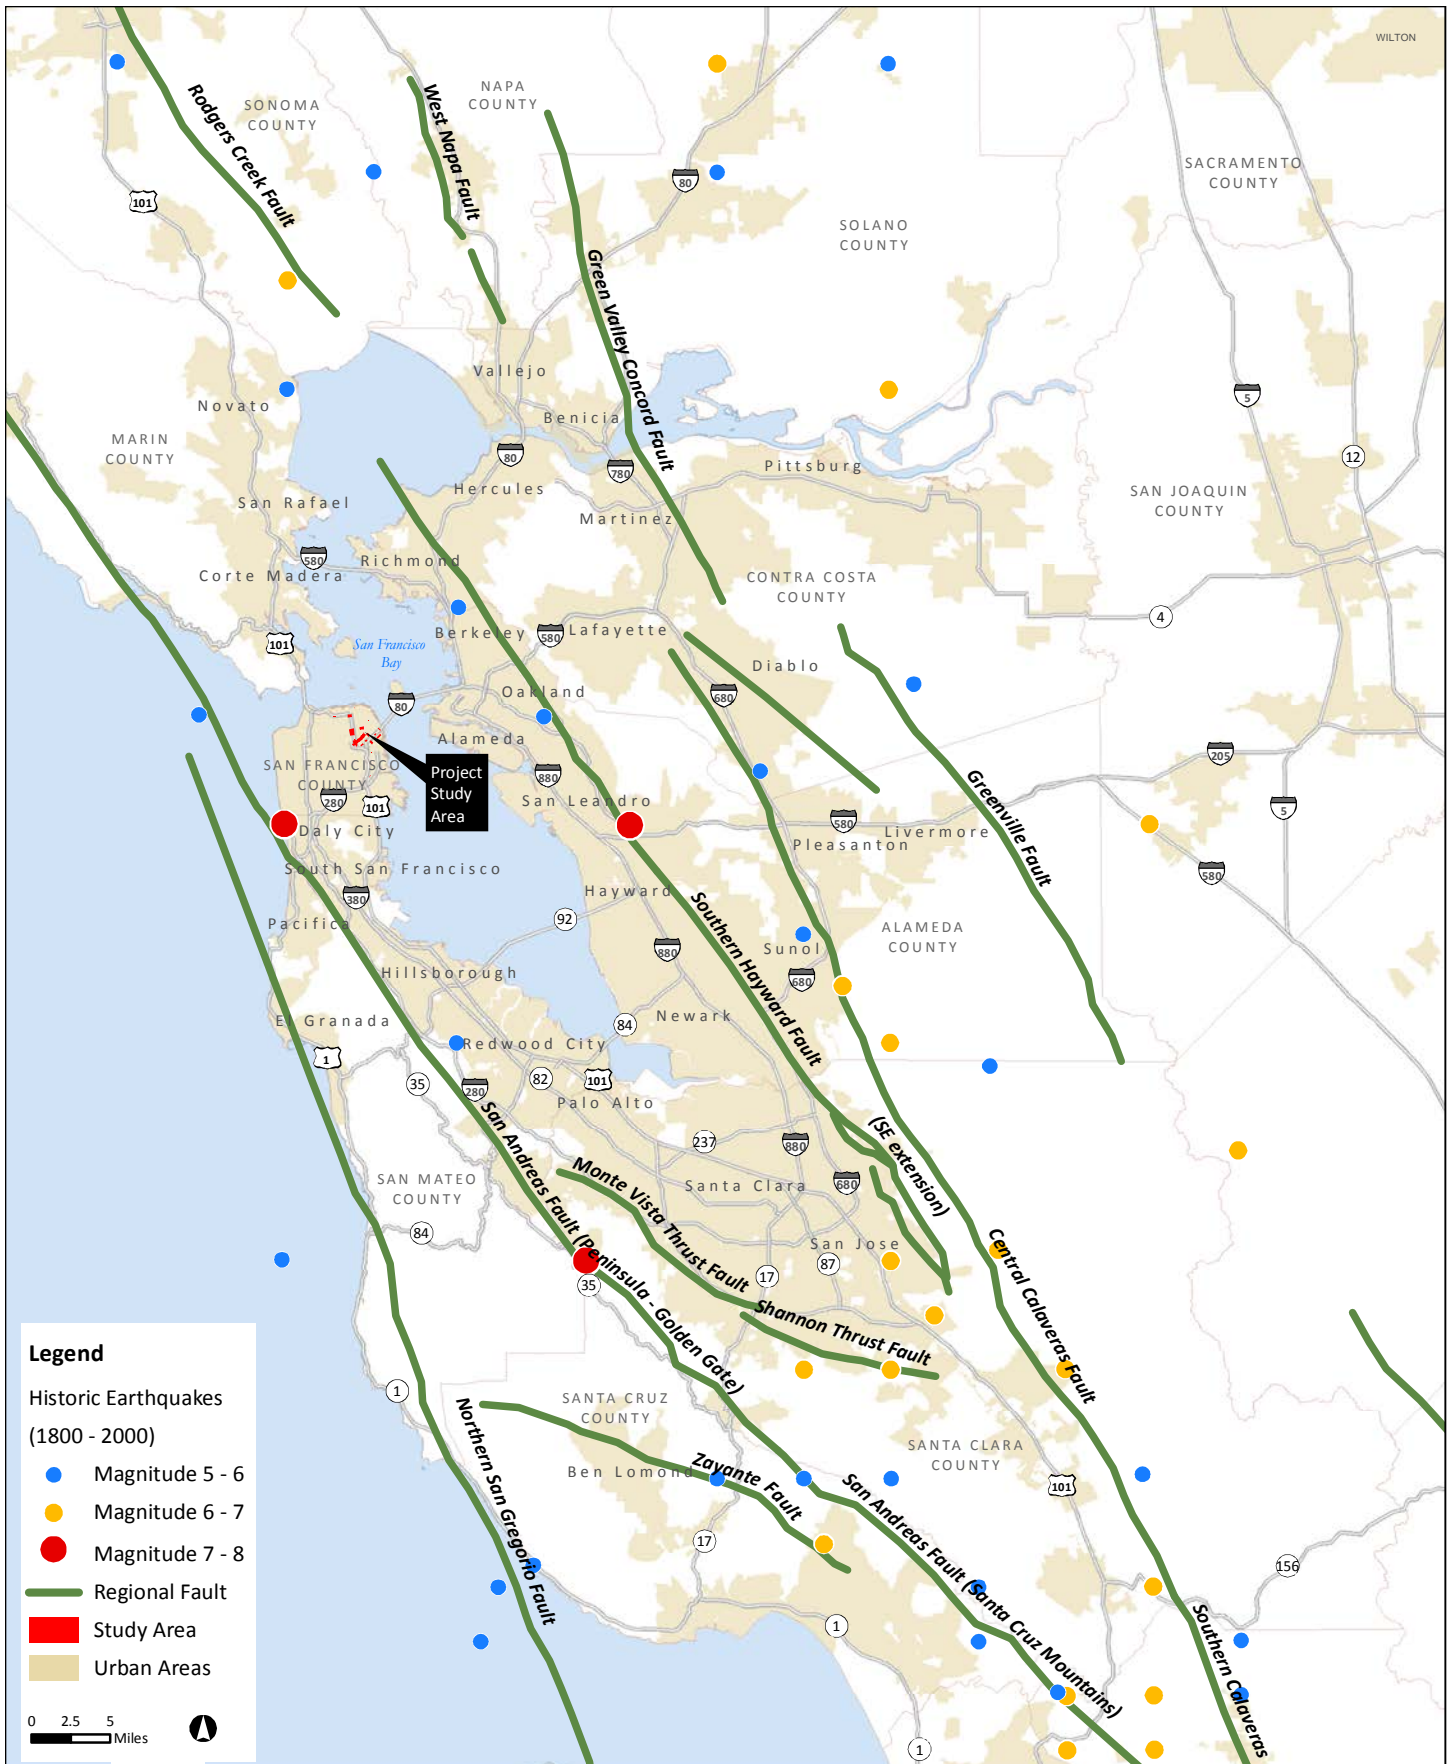 WILTON
NAPA
COUNTY
SONOMA
COUNTY
Rodgers Creek Fault
West Napa Fault
80
SACRAMENTO
COUNTY
101
SOLANO
COUNTY
Green Valley Concord Fault
Vallejo
Novato
Benicia
5
MARIN
COUNTY
80
780
12
Pittsburg
Hercules
San Rafael
SAN JOAQUIN
COUNTY
Martinez
580
Richmond
Corte Madera
CONTRA COSTA
COUNTY
4
Berkeley
580
Lafayette
101
San Francisco
Bay
Diablo
Oakland
680
80
Alameda
205
SAN FRANCISCO
COUNTY
Project
Study
Area
880
Greenville Fault
280
101
San Leandro
5
Daly City
580
Livermore
Pleasanton
South San Francisco
580
380
Hayward
Pacifica
92
Southern Hayward Fault
ALAMEDA
COUNTY
880
Sunol
Hillsborough
680
El Granada
84
Newark
1
Redwood City
35
280
82
101
Palo Alto
San Andreas Fault (Peninsula - Golden Gate)
237
880
(SE extension)
SAN MATEO
COUNTY
Monte Vista Thrust Fault
Santa Clara
680
84
San Jose
87
17
35
Central Calaveras Fault
Shannon Thrust Fault
Legend
Historic Earthquakes
(1800 - 2000)
Magnitude 5 - 6
Magnitude 6 - 7
Magnitude 7 - 8
Regional Fault
Study Area
Urban Areas
0 2.5 5
Miles
1
SANTA CRUZ
COUNTY
Northern San Gregorio Fault
SANTA CLARA
COUNTY
Ben Lomond
Zayante Fault
San Andreas Fault (Santa Cruz Mountains)
101
17
156
1
Southern Calaveras
1